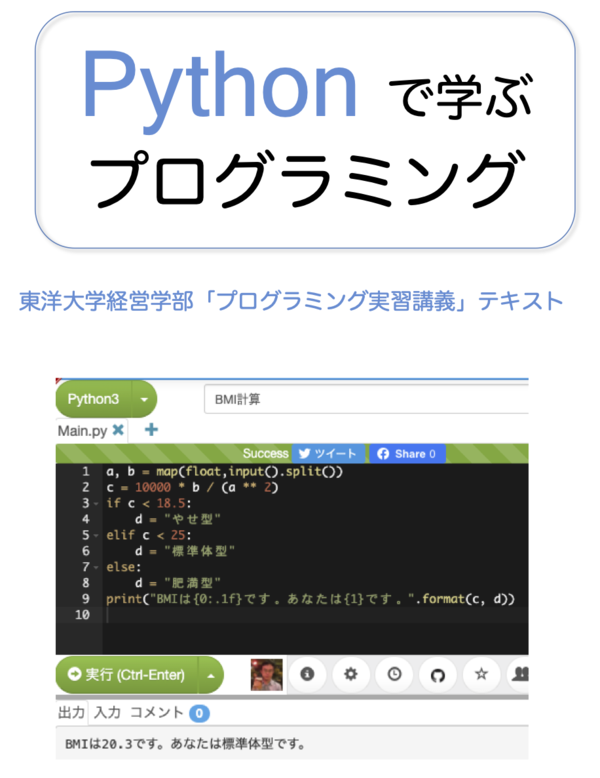 Python で学ぶ
プログラミング
東洋大学経営学部「プログラミング実習講義」テキスト
Python3
BMI計算
Main.py
Success ツイート Share 0
1 a, b = map(float,input().split())
2 c = 10000 * b / (a ** 2)
3 if c < 18.5:
4     d = "やせ型"
5 elif c < 25:
6     d = "標準体型"
7 else:
8     d = "肥満型"
9 print("BMIは{0:.1f}です。あなたは{1}です。".format(c, d))
10
実行 (Ctrl-Enter)
出力 入力 コメント 0
BMIは20.3です。あなたは標準体型です。